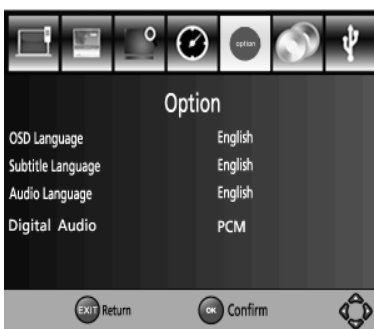 option
Option
OSD Language English
Subtitle Language English
Audio Language English
Digital Audio PCM
EXIT Return OK Confirm